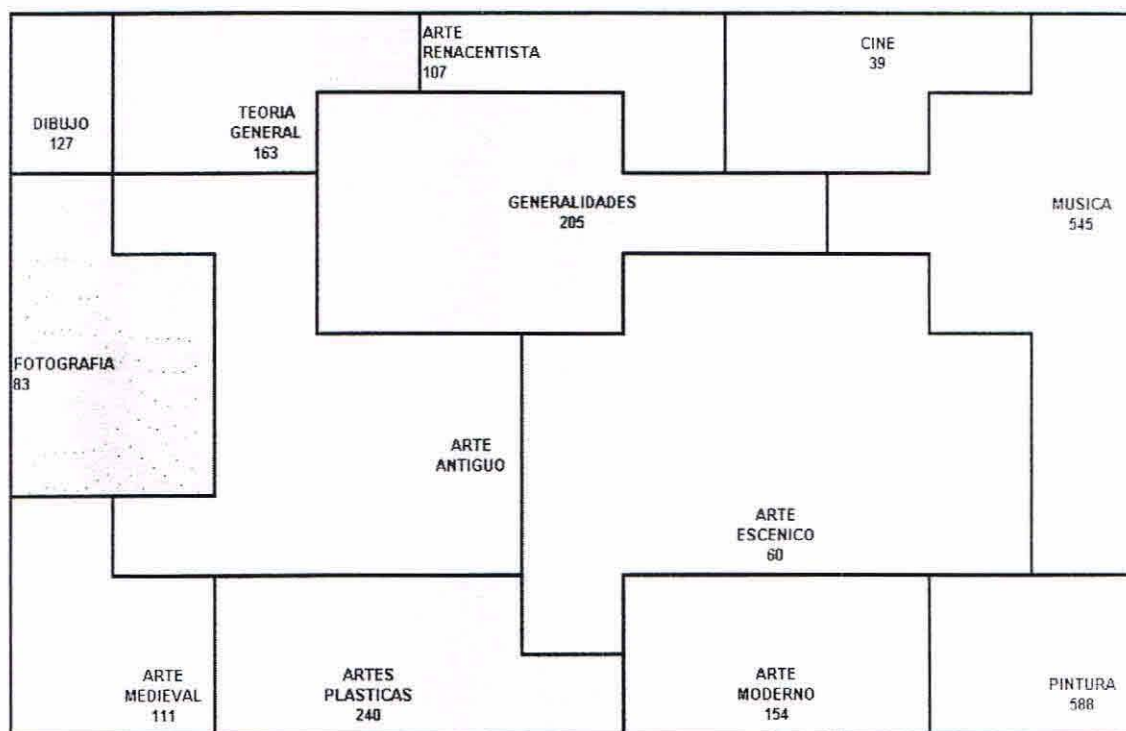 ARTE
RENACENTISTA
107
CINE
39
DIBUJO
127
TEORIA
GENERAL
163
GENERALIDADES
205
MUSICA
545
FOTOGRAFIA
83
ARTE
ANTIGUO
ARTE
ESCENICO
60
ARTE
MEDIEVAL
111
ARTES
PLASTICAS
240
ARTE
MODERNO
154
PINTURA
588